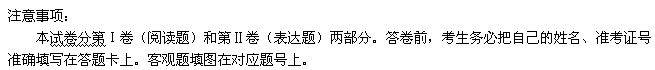 注意事项：
本试卷分第Ⅰ卷（阅读题）和第Ⅱ卷（表达题）两部分。答卷前，考生务必把自己的姓名、准考证号
准确填写在答题卡上。客观题填图在对应题号上。